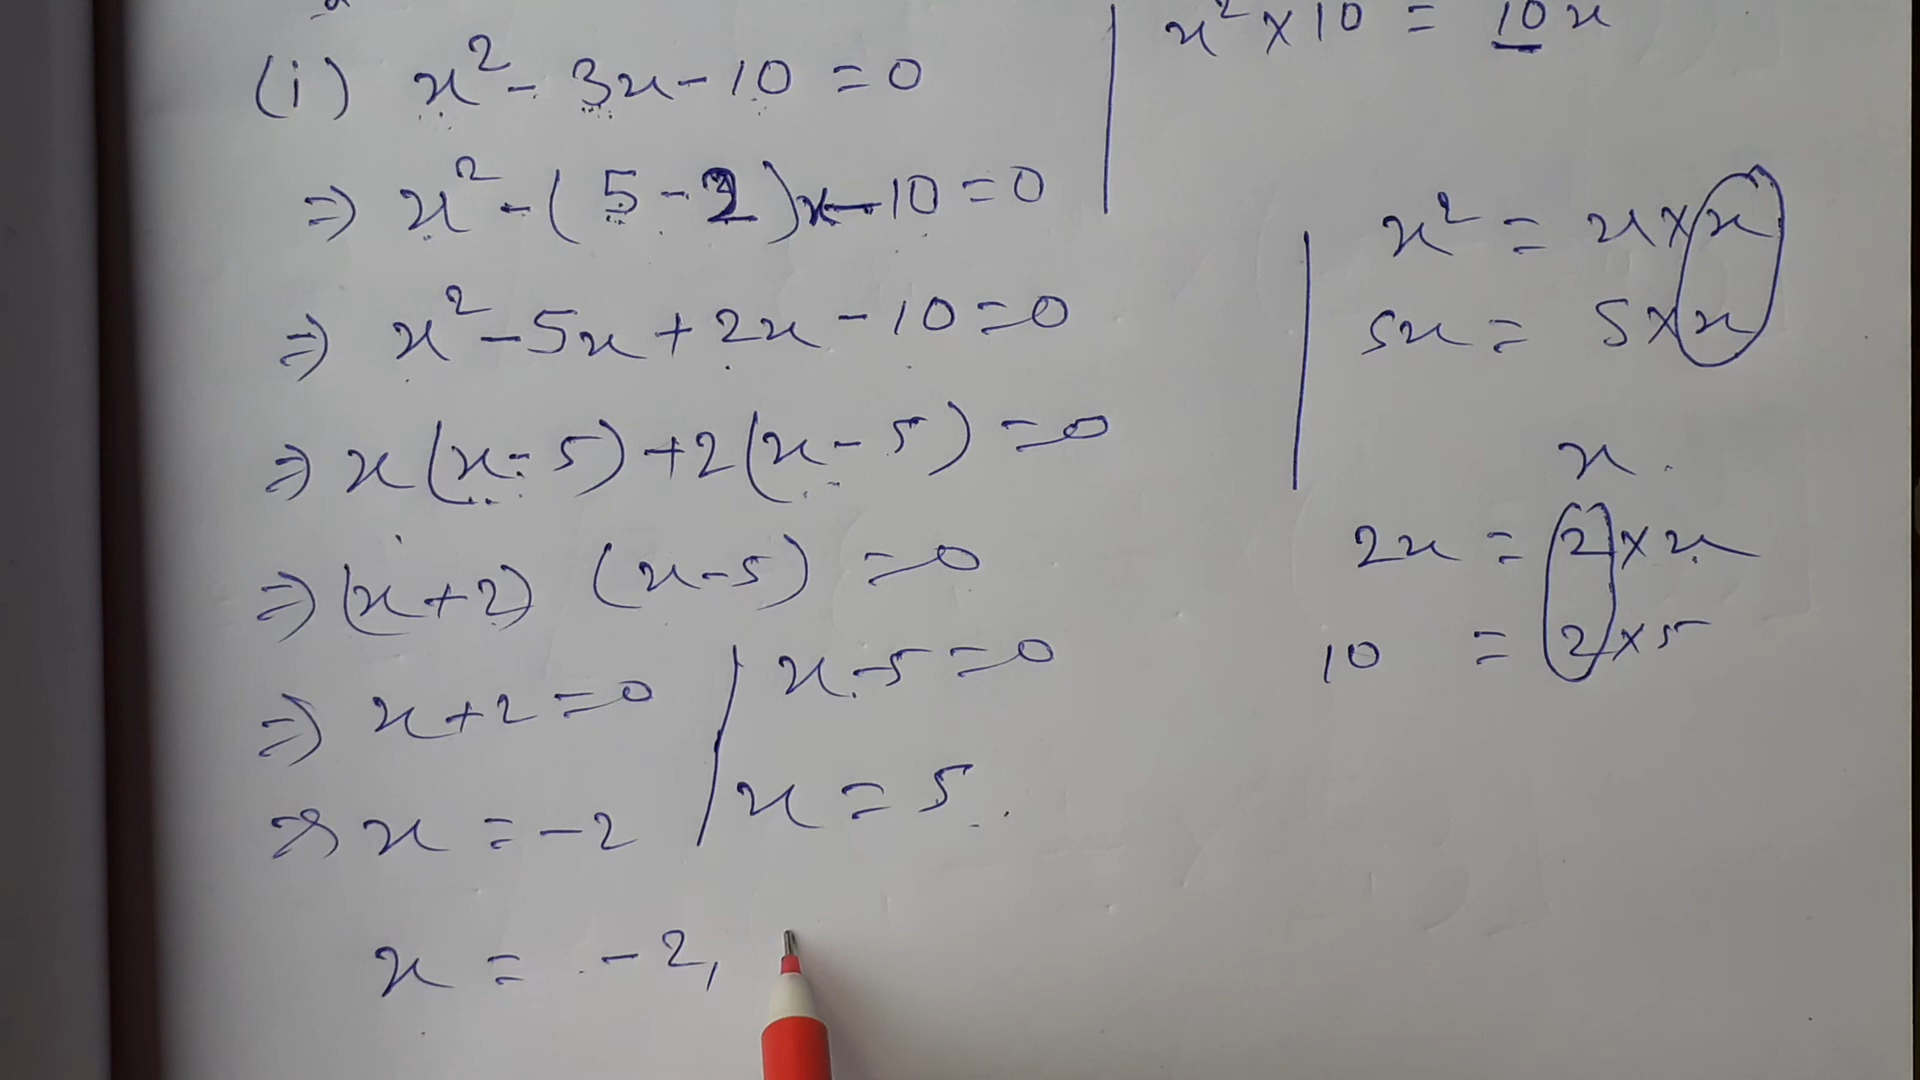 (i) x² - 3x - 10 = 0
⇒ x² - (5 - 2)x - 10 = 0
⇒ x² - 5x + 2x - 10 = 0
⇒ x(x - 5) + 2(x - 5) = 0
⇒ (x + 2) (x - 5) = 0
⇒ x + 2 = 0 | x - 5 = 0
⇒ x = -2 | x = 5
x = -2,
x² × 10 = 10x
x² = x × x
5x = 5 × x
x
2x = 2 × x
10 = 2 × 5